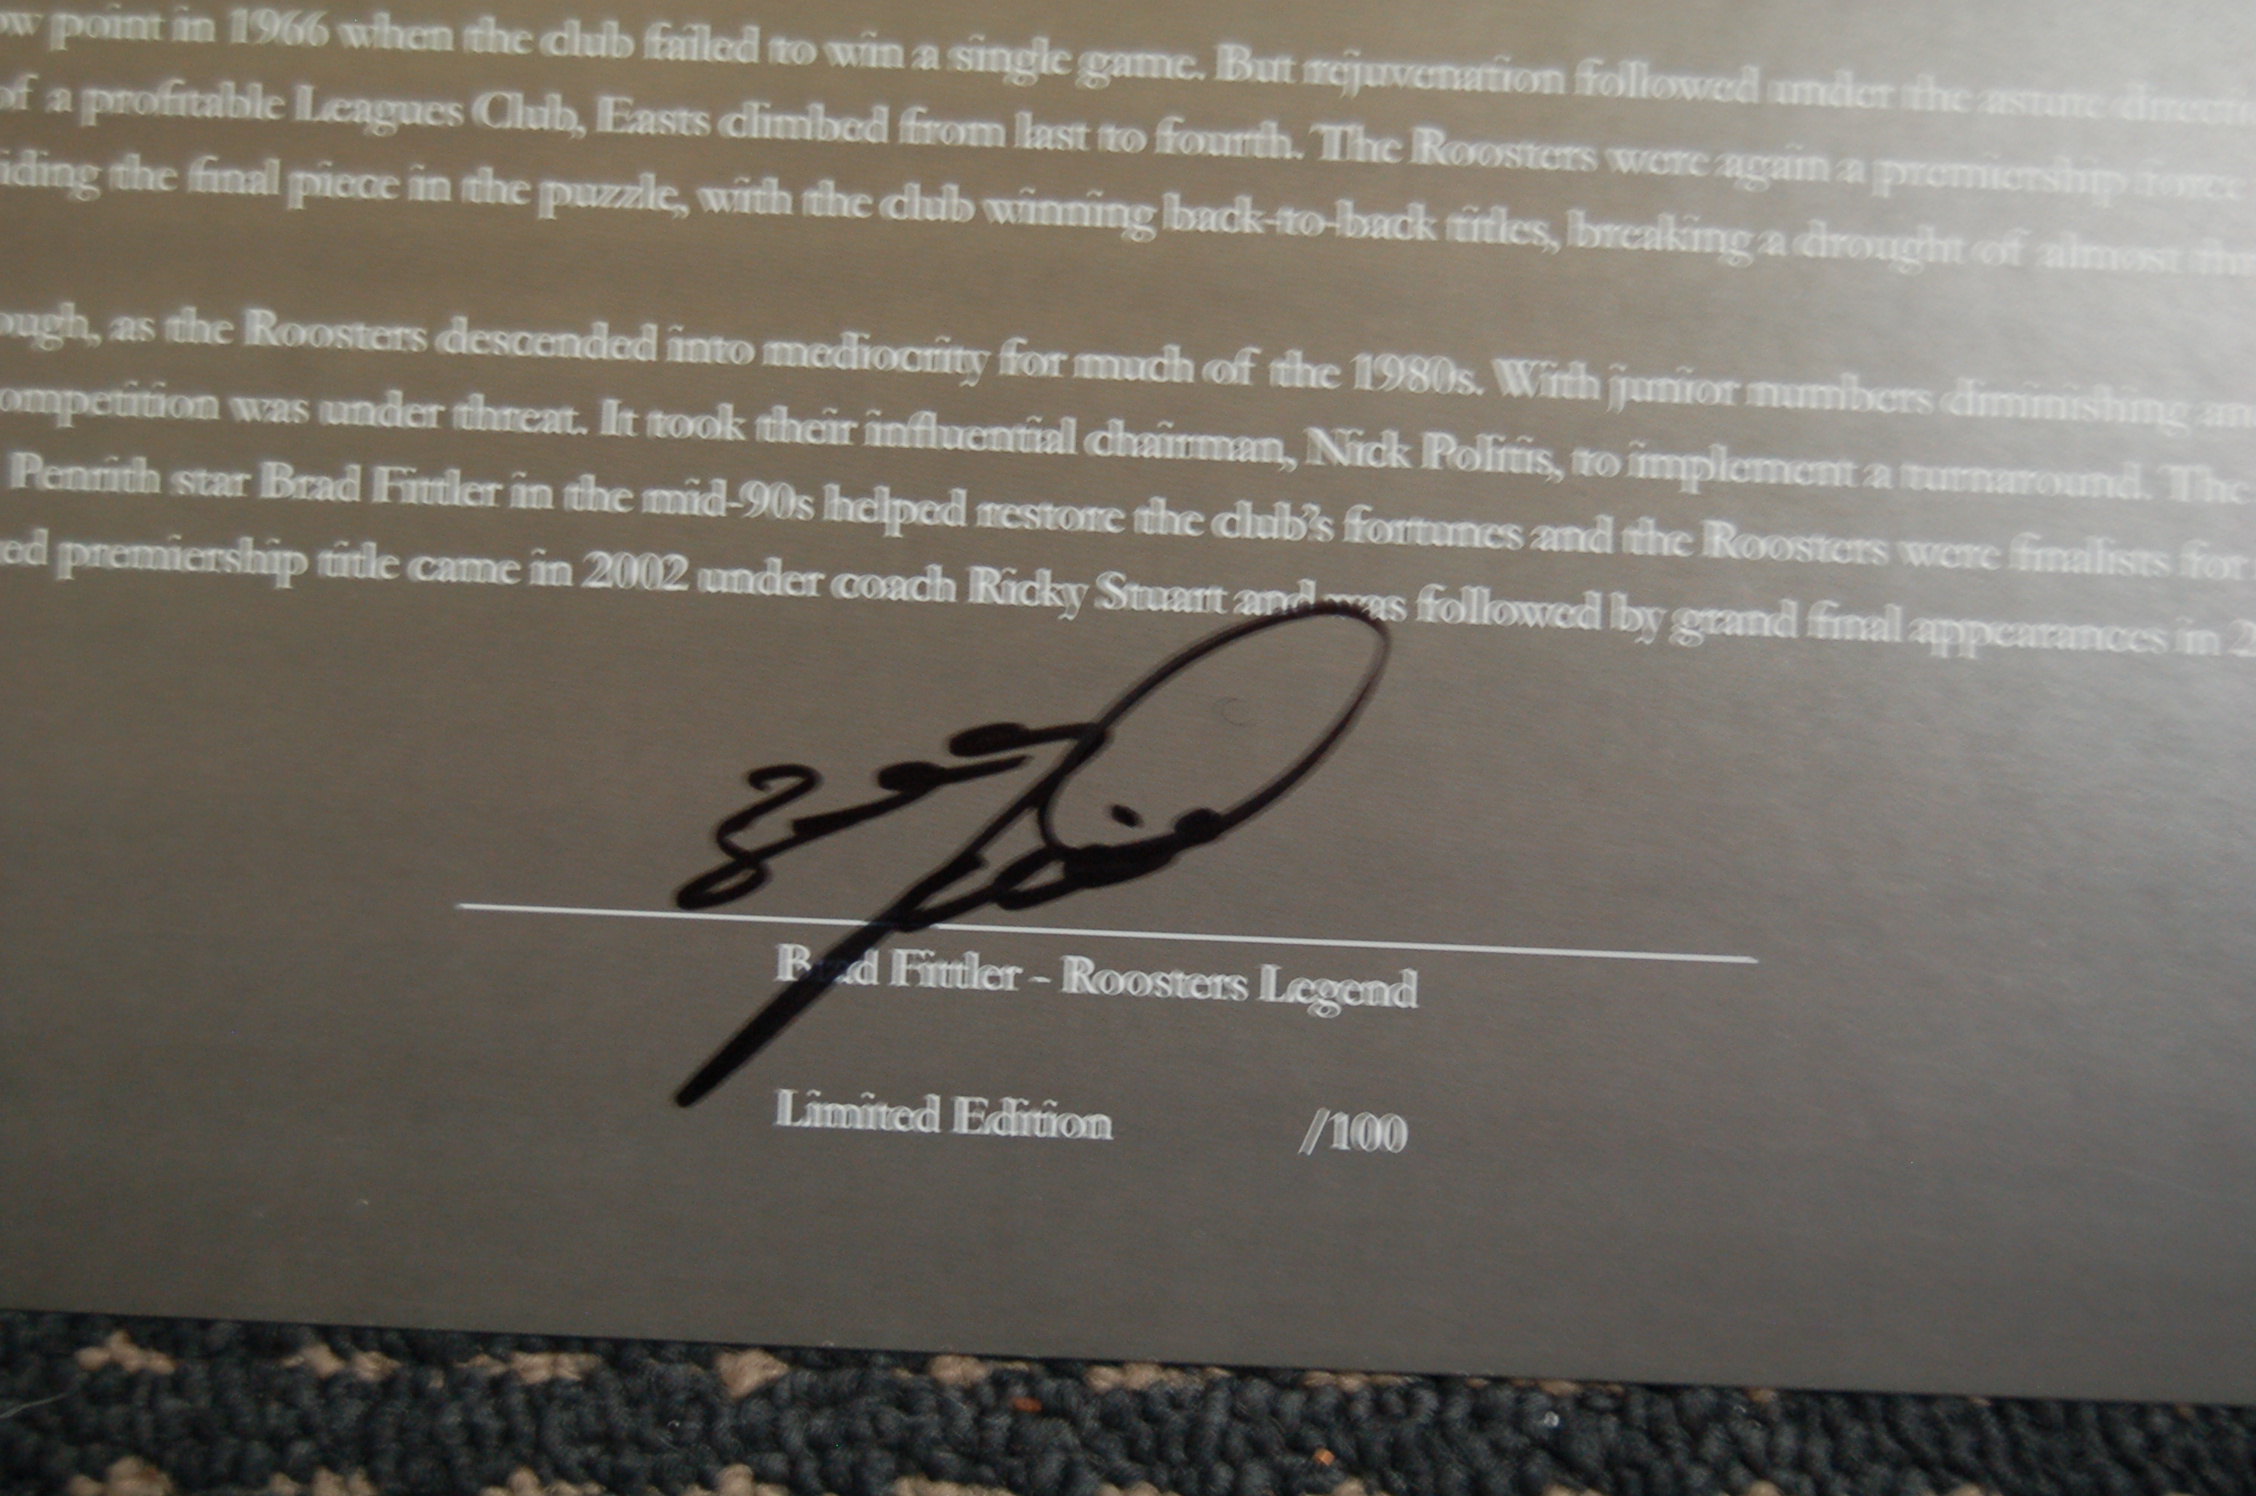 point in 1966 when the club failed to win a single game. But rejuvenation followed under the astute
of a profitable Leagues Club, Easts climbed from last to fourth. The Roosters were again a premiership force
the final piece in the puzzle, with the club winning back-to-back titles, breaking a drought of almost
as the Roosters descended into mediocrity for much of the 1980s. With junior numbers diminishing
was under threat. It took their influential chairman, Nick Politis, to implement a turnaround. The
Penrith star Brad Fittler in the mid-90s helped restore the club's fortunes and the Roosters were finalists for
premiership title came in 2002 under coach Ricky Stuart and was followed by grand final appearances in
Brad Fittler - Roosters Legend
Limited Edition /100